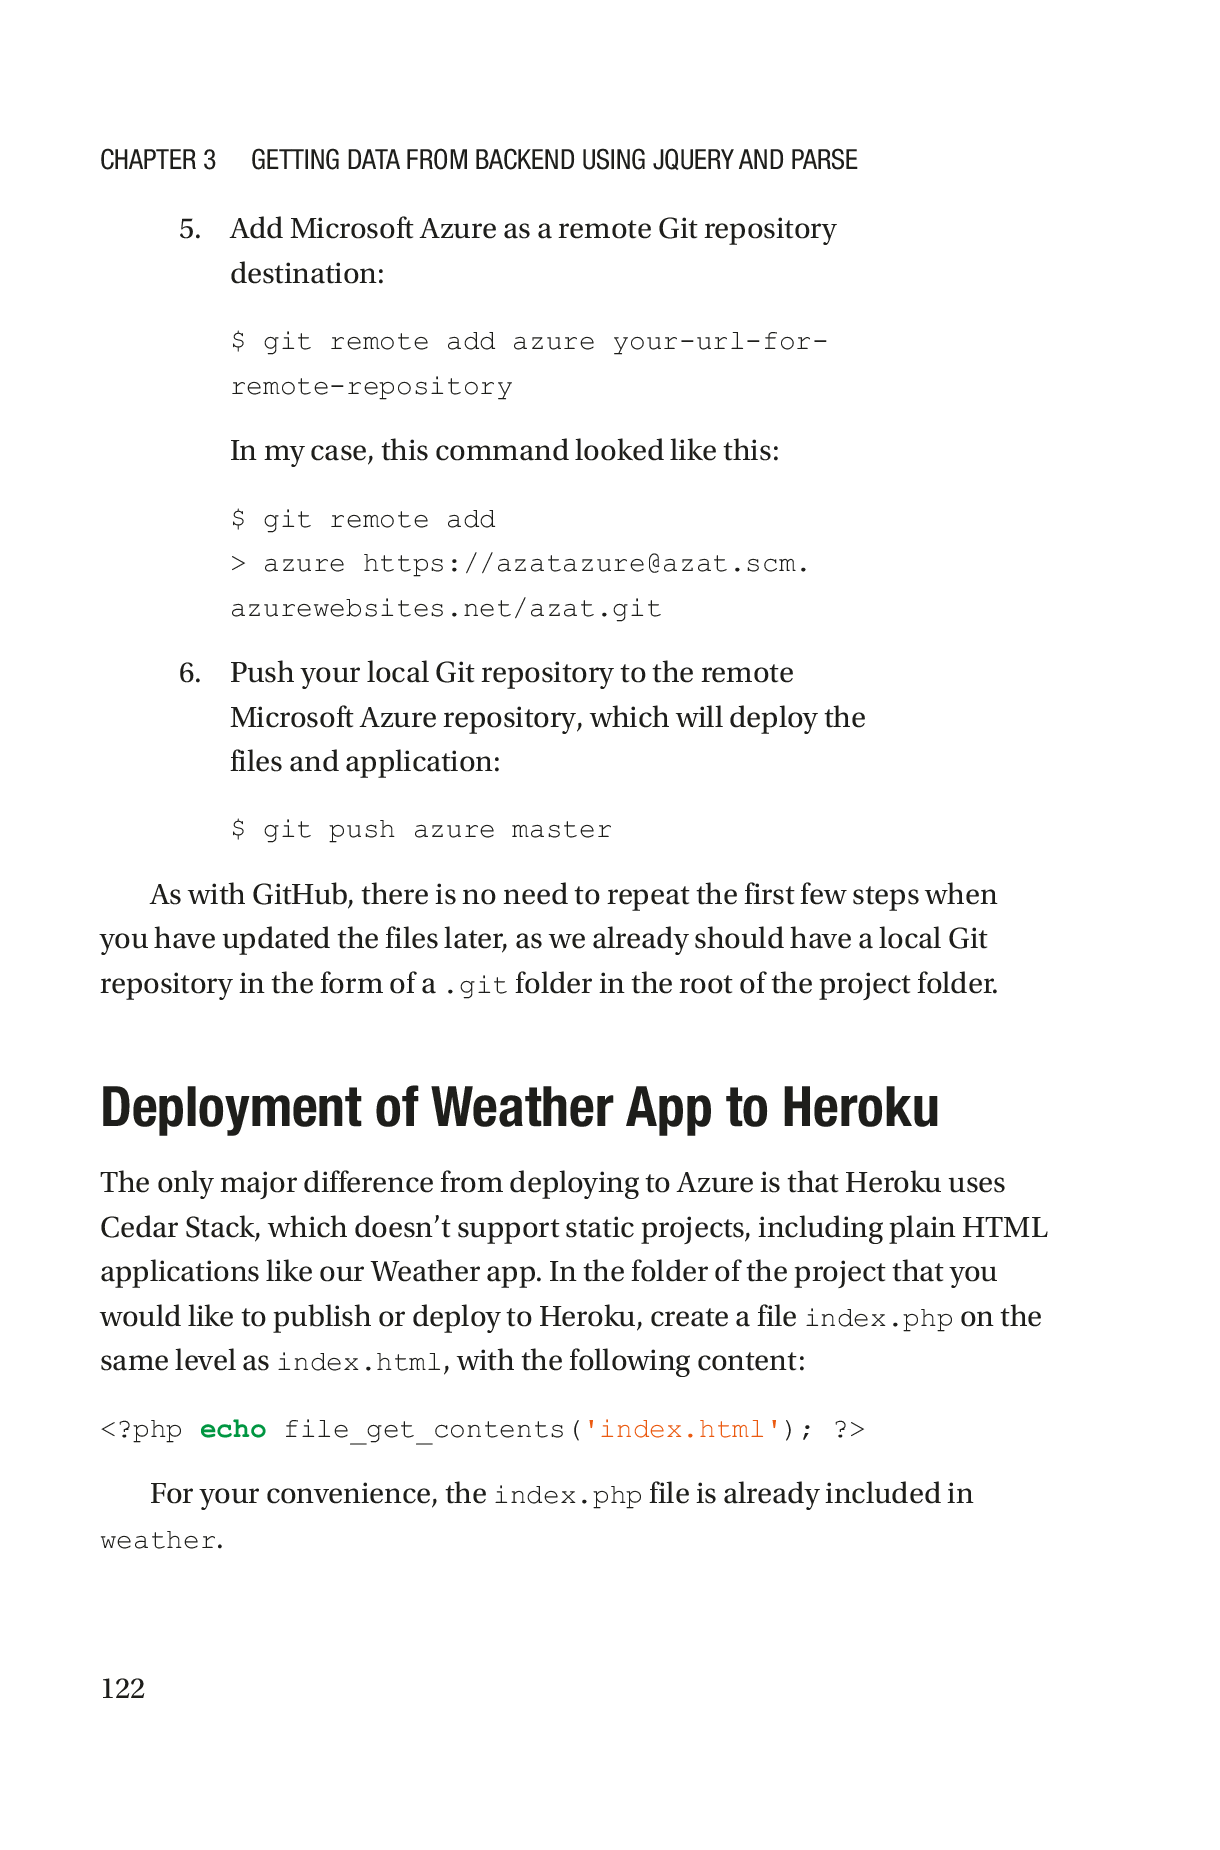 CHAPTER 3 GETTING DATA FROM BACKEND USING JQUERY AND PARSE
5. Add Microsoft Azure as a remote Git repository
destination:
$ git remote add azure your-url-for-
remote-repository
In my case, this command looked like this:
$ git remote add
> azure https://azatazure@azat.scm.
azurewebsites.net/azat.git
6. Push your local Git repository to the remote
Microsoft Azure repository, which will deploy the
files and application:
$ git push azure master
As with GitHub, there is no need to repeat the first few steps when
you have updated the files later, as we already should have a local Git
repository in the form of a .git folder in the root of the project folder.
Deployment of Weather App to Heroku
The only major difference from deploying to Azure is that Heroku uses
Cedar Stack, which doesn’t support static projects, including plain HTML
applications like our Weather app. In the folder of the project that you
would like to publish or deploy to Heroku, create a file index.php on the
same level as index.html, with the following content:
<?php echo file_get_contents('index.html'); ?>
For your convenience, the index.php file is already included in
weather.
122